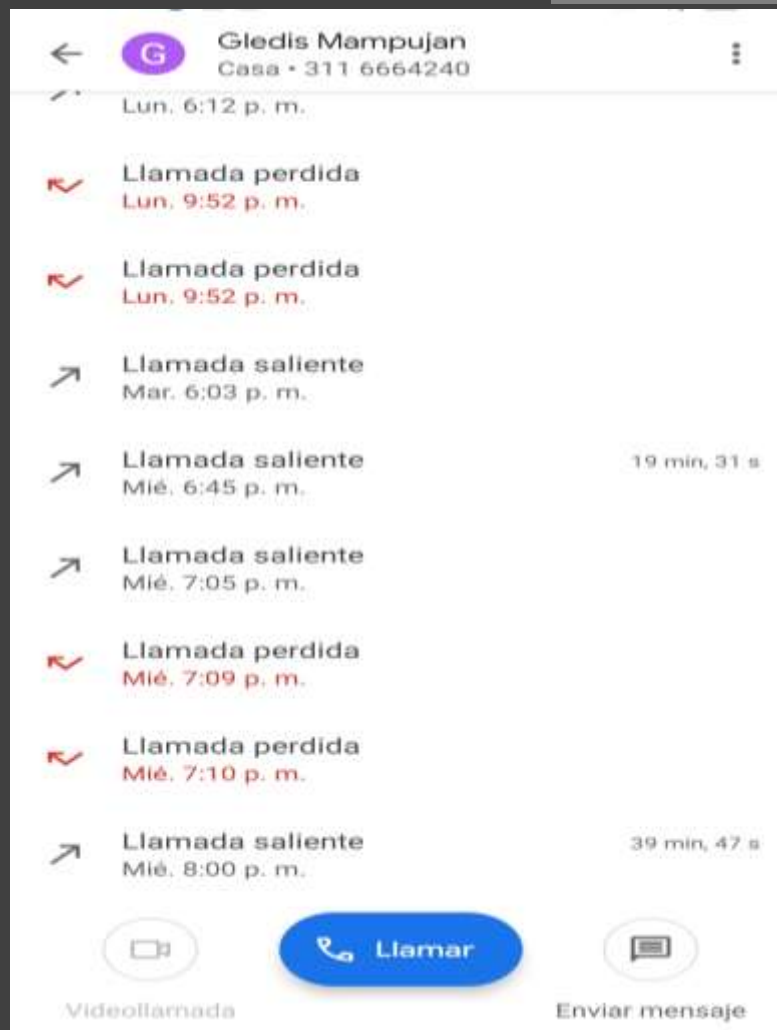 G
Gledis Mampujan
Casa • 311 6664240
Lun. 6:12 p. m.
Llamada perdida
Lun. 9:52 p. m.
Llamada perdida
Lun. 9:52 p. m.
Llamada saliente
Mar. 6:03 p. m.
Llamada saliente
19 min, 31 s
Mié. 6:45 p. m.
Llamada saliente
Mié. 7:05 p. m.
Llamada perdida
Mié. 7:09 p. m.
Llamada perdida
Mié. 7:10 p. m.
Llamada saliente
39 min, 47 s
Mié. 8:00 p. m.
Llamar
Videollamada
Enviar mensaje